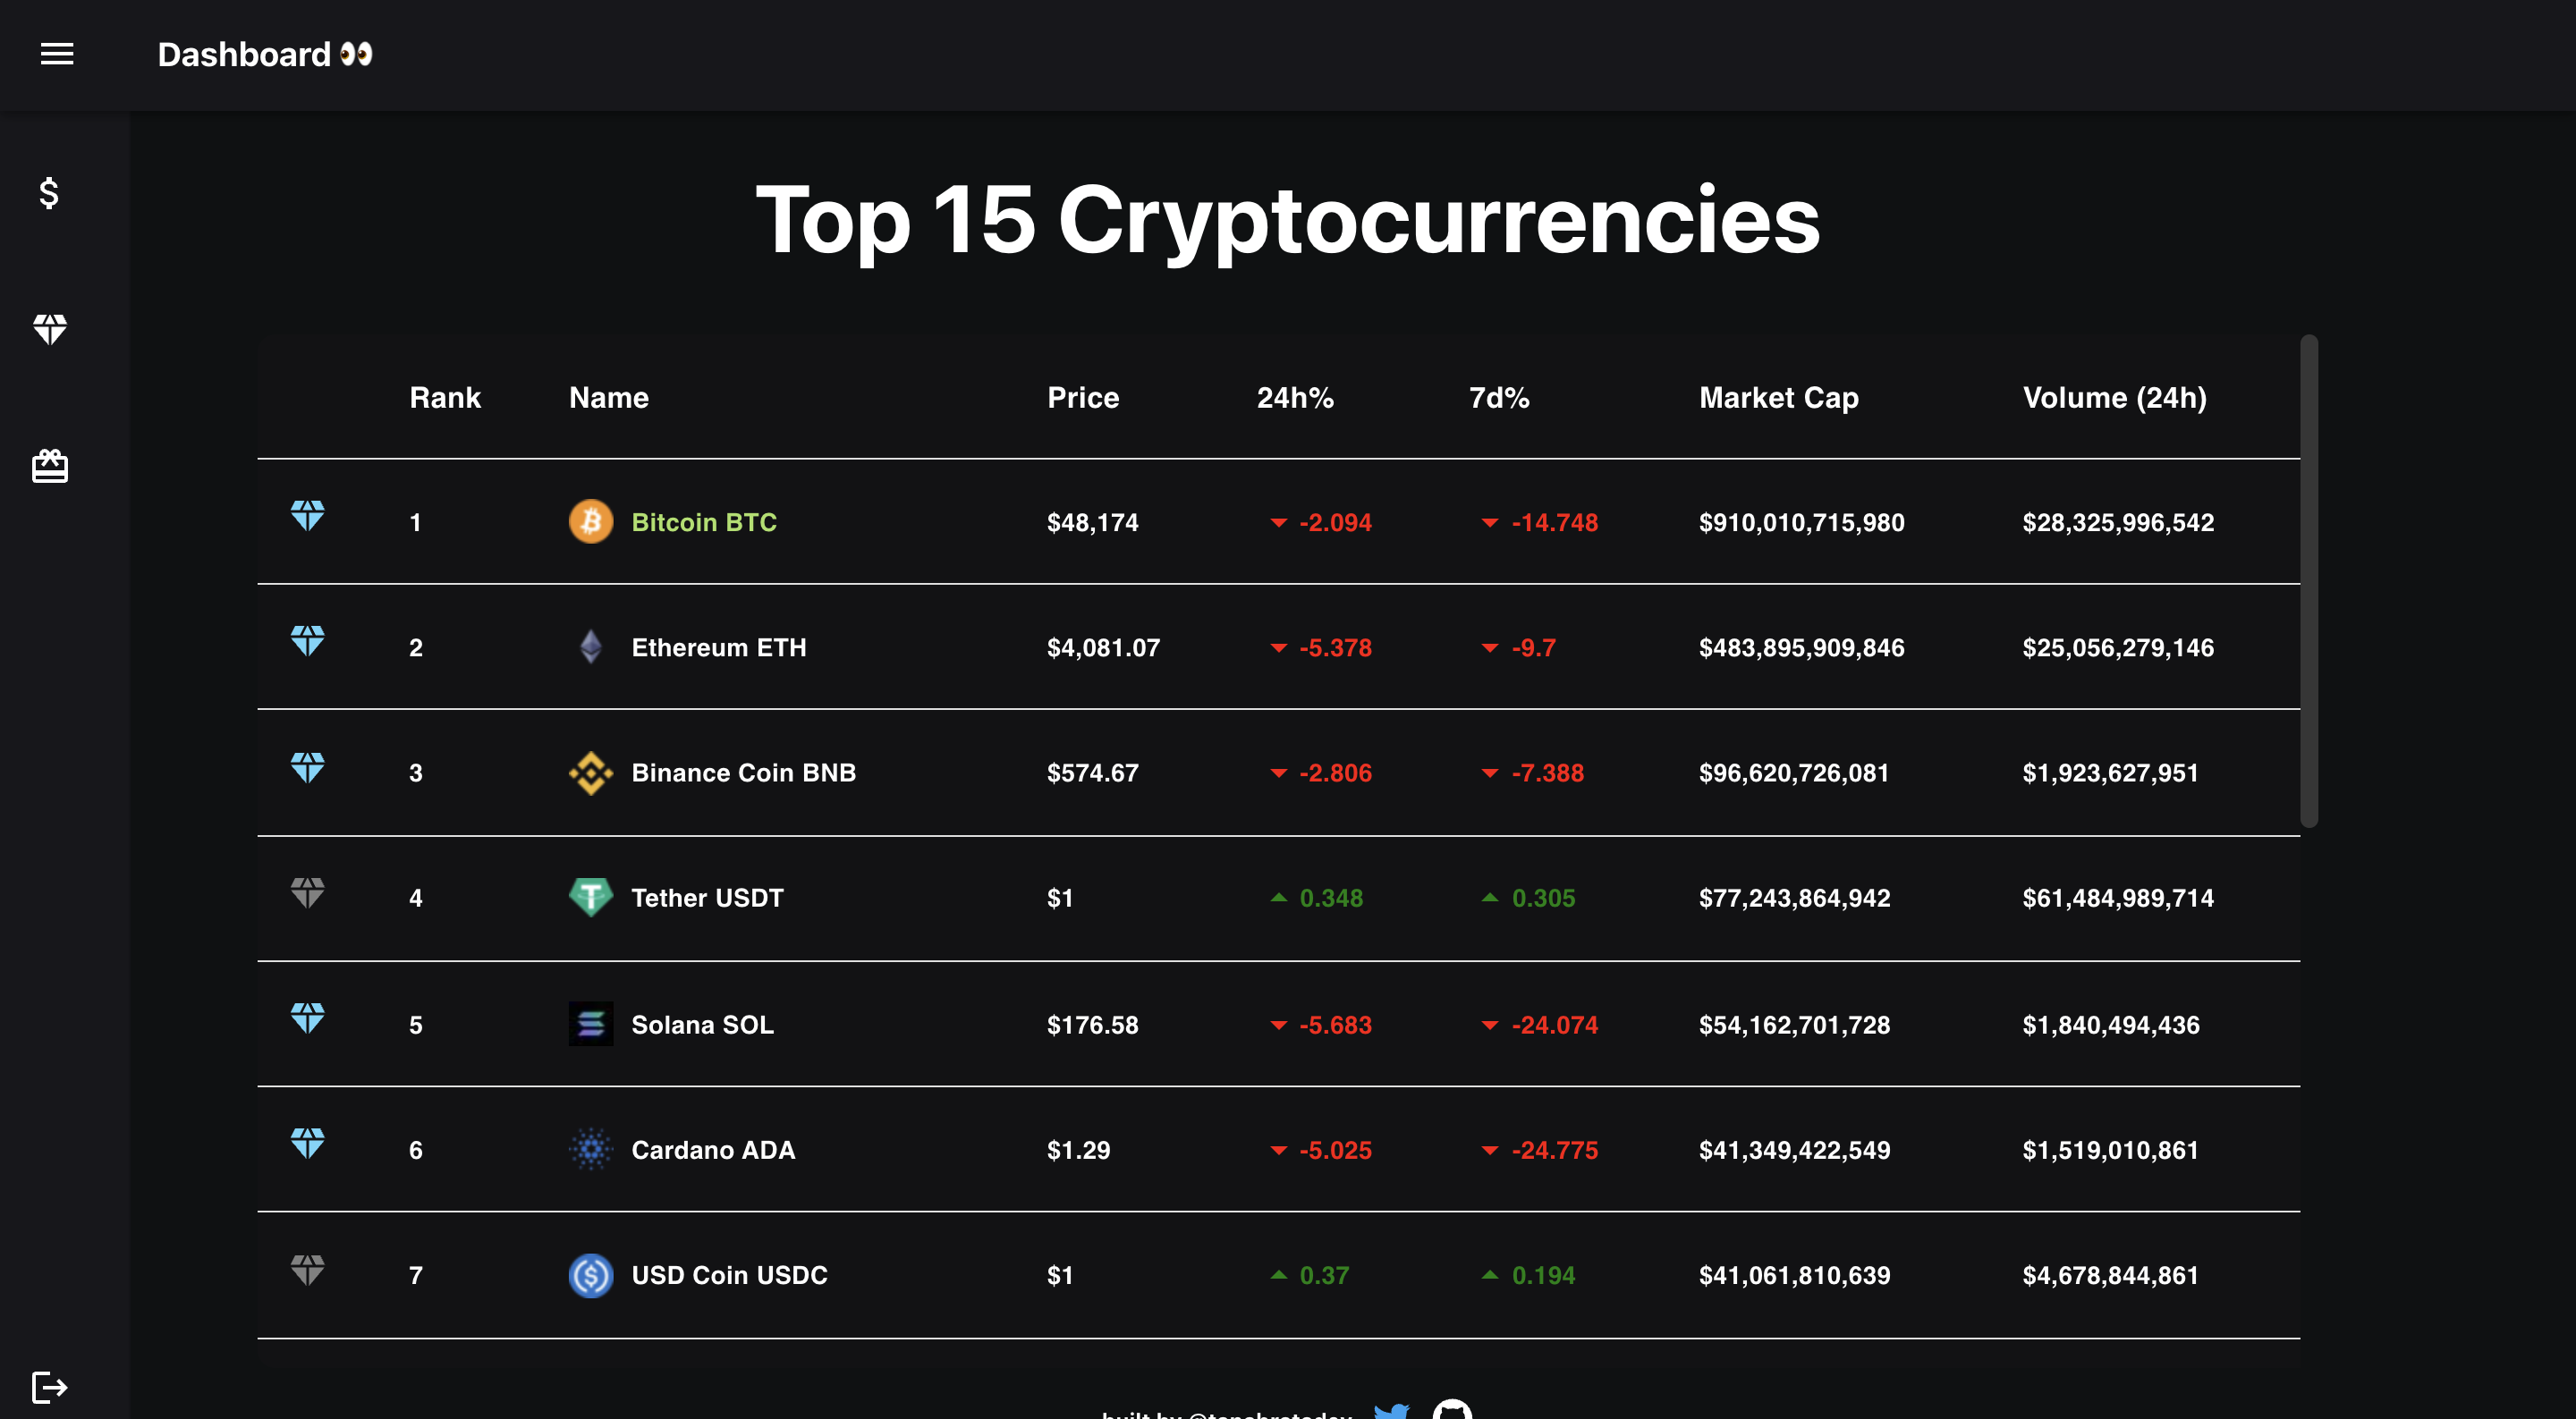 Dashboard 👀
Top 15 Cryptocurrencies
Rank Name Price 24h% 7d% Market Cap Volume (24h)
1 Bitcoin BTC $48,174 -2.094 -14.748 $910,010,715,980 $28,325,996,542
2 Ethereum ETH $4,081.07 -5.378 -9.7 $483,895,909,846 $25,056,279,146
3 Binance Coin BNB $574.67 -2.806 -7.388 $96,620,726,081 $1,923,627,951
4 Tether USDT $1 0.348 0.305 $77,243,864,942 $61,484,989,714
5 Solana SOL $176.58 -5.683 -24.074 $54,162,701,728 $1,840,494,436
6 Cardano ADA $1.29 -5.025 -24.775 $41,349,422,549 $1,519,010,861
7 USD Coin USDC $1 0.37 0.194 $41,061,810,639 $4,678,844,861
built by